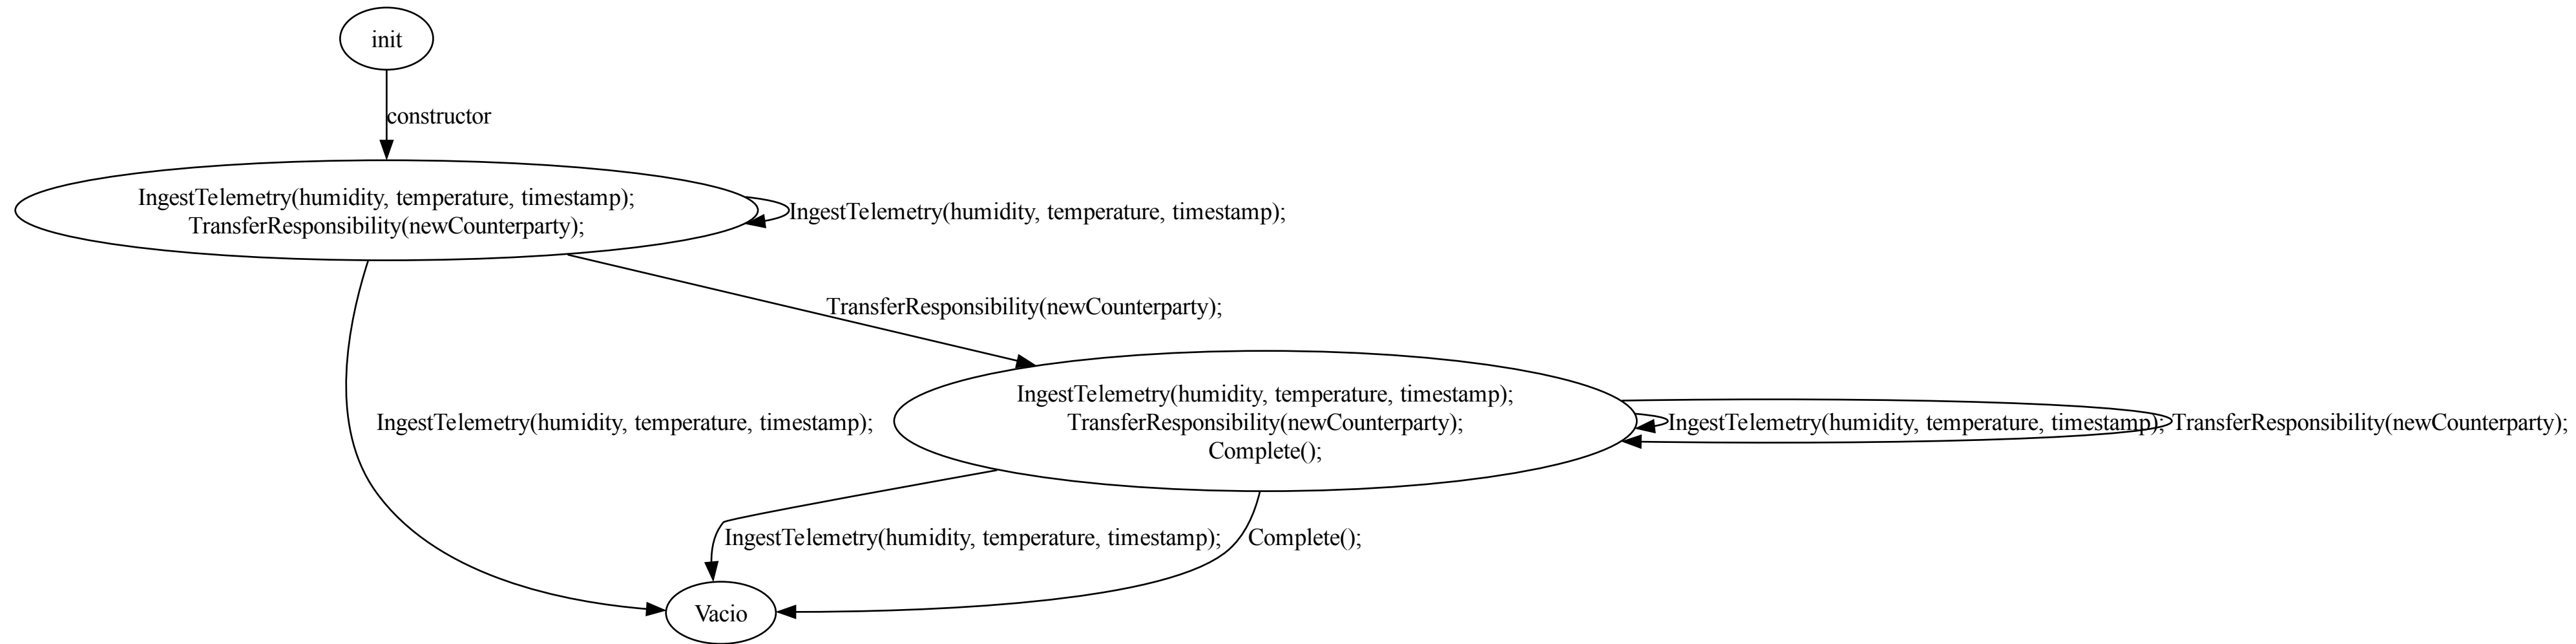 init
constructor
IngestTelemetry(humidity, temperature, timestamp);
TransferResponsibility(newCounterparty);
IngestTelemetry(humidity, temperature, timestamp);
TransferResponsibility(newCounterparty);
IngestTelemetry(humidity, temperature, timestamp);
IngestTelemetry(humidity, temperature, timestamp);
TransferResponsibility(newCounterparty);
Complete();
IngestTelemetry(humidity, temperature, timestamp);
TransferResponsibility(newCounterparty);
IngestTelemetry(humidity, temperature, timestamp);
Complete();
Vacio